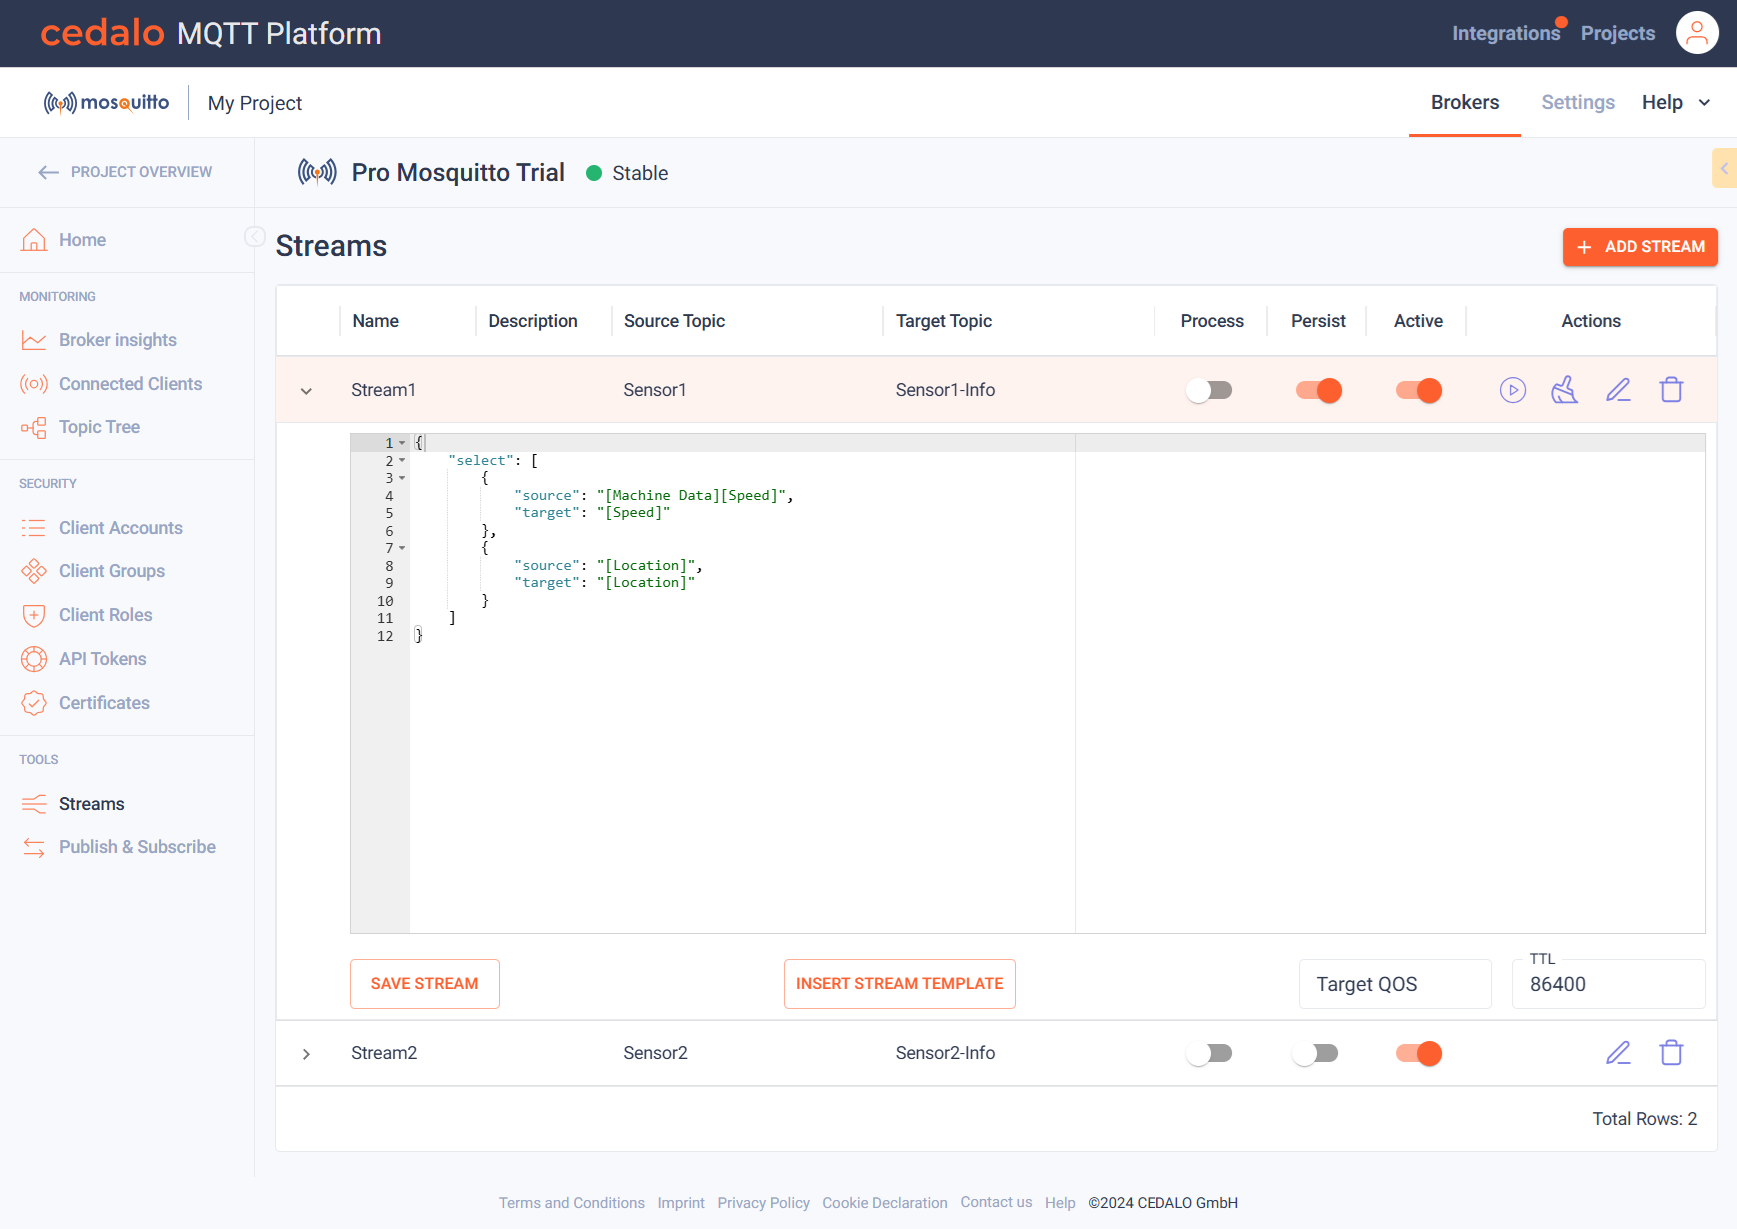 cedalo MQTT Platform
Integrations Projects
mosquitto My Project
Brokers Settings Help
PROJECT OVERVIEW
Pro Mosquitto Trial Stable
Home
Streams
ADD STREAM
MONITORING
Broker insights
Connected Clients
Topic Tree
SECURITY
Client Accounts
Client Groups
Client Roles
API Tokens
Certificates
TOOLS
Streams
Publish & Subscribe
Name Description Source Topic Target Topic Process Persist Active Actions
Stream1 Sensor1 Sensor1-Info
1 {
2 "select": [
3 {
4 "source": "[Machine Data][Speed]",
5 "target": "[Speed]"
6 },
7 {
8 "source": "[Location]",
9 "target": "[Location]"
10 }
11 ]
12 }
SAVE STREAM INSERT STREAM TEMPLATE Target QOS
TTL
86400
Stream2 Sensor2 Sensor2-Info
Total Rows: 2
Terms and Conditions Imprint Privacy Policy Cookie Declaration Contact us Help ©2024 CEDALO GmbH